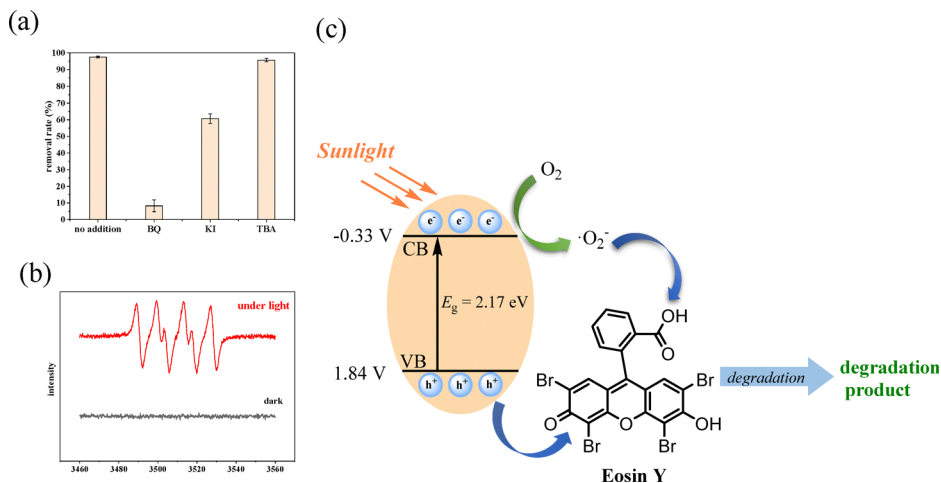 (a)
100
90
80
70
60
50
40
30
20
10
0
removal rate (%)
no addition BQ KI TBA
(b)
under light
dark
intensity
3460 3480 3500 3520 3540 3560
(c)
Sunlight
O2
e- e- e-
-0.33 V
CB
·O2-
Eg = 2.17 eV
VB
1.84 V
h+ h+ h+
OH
O
Br Br
O O OH
Br Br
Eosin Y
degradation
degradation
product